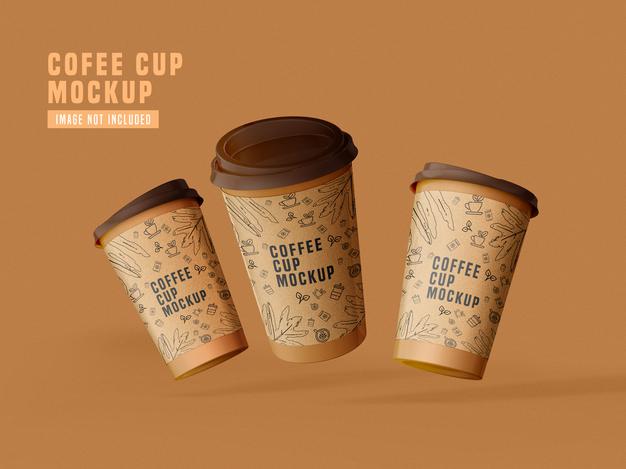 COFEE CUP
MOCKUP
IMAGE NOT INCLUDED
COFFEE
CUP
MOCKUP
COFFEE
CUP
MOCKUP
COFFEE
CUP
MOCKUP